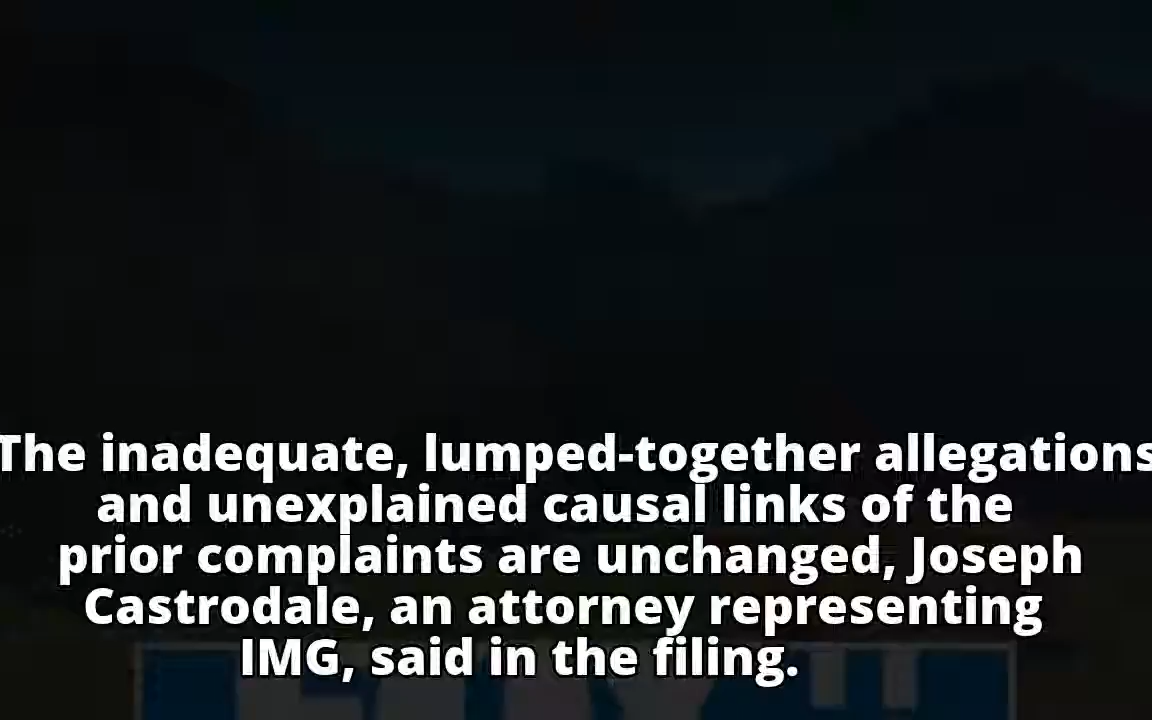 The inadequate, lumped-together allegations
and unexplained causal links of the
prior complaints are unchanged, Joseph
Castrodale, an attorney representing
IMG, said in the filing.